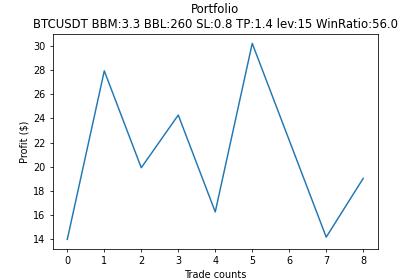 Portfolio
BTCUSDT BBM:3.3 BBL:260 SL:0.8 TP:1.4 lev:15 WinRatio:56.0
30
28
26
24
22
20
18
16
14
Profit ($)
0 1 2 3 4 5 6 7 8
Trade counts